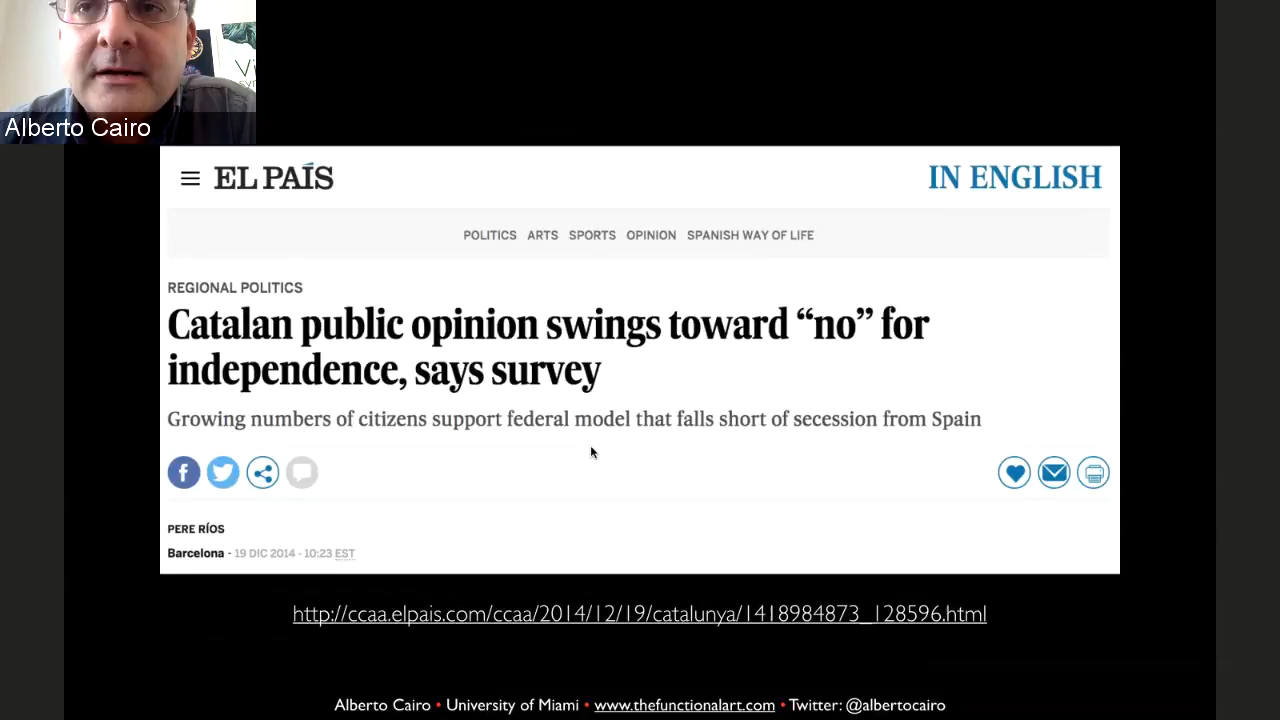 Alberto Cairo
EL PAÍS
IN ENGLISH
POLITICS ARTS SPORTS OPINION SPANISH WAY OF LIFE
REGIONAL POLITICS
Catalan public opinion swings toward “no” for
independence, says survey
Growing numbers of citizens support federal model that falls short of secession from Spain
PERE RÍOS
Barcelona - 19 DIC 2014 - 10:23 EST
http://ccaa.elpais.com/ccaa/2014/12/19/catalunya/1418984873_128596.html
Alberto Cairo • University of Miami • www.thefunctionalart.com • Twitter: @albertocairo